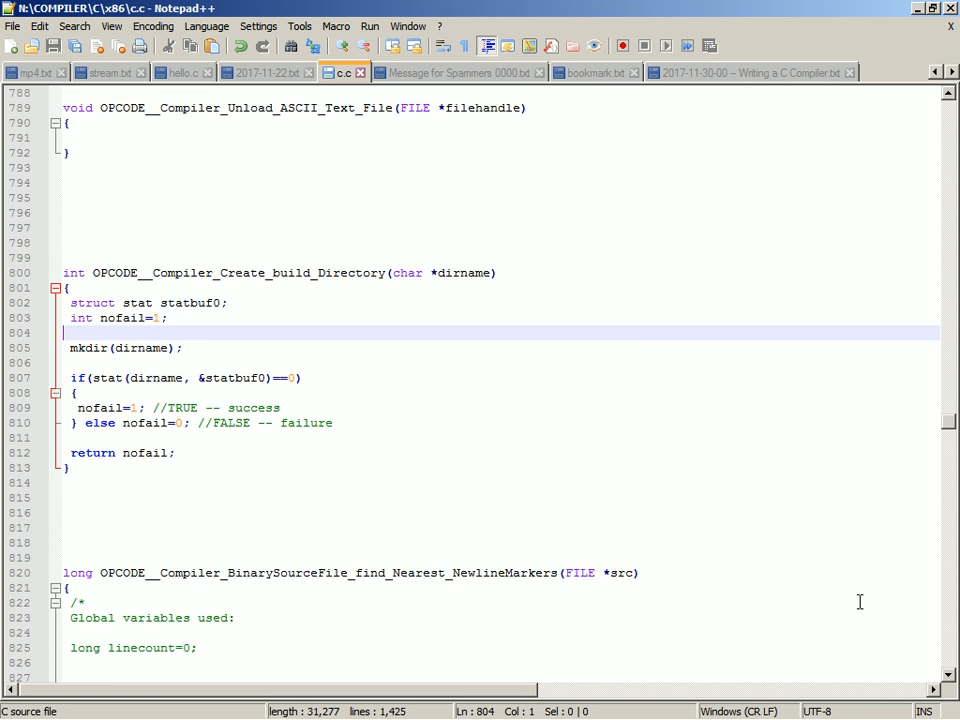 N:\COMPILER\C\x86\c.c - Notepad++
File Edit Search View Encoding Language Settings Tools Macro Run Window ? X
mp4.txt stream.txt hello.c 2017-11-22.txt c.c Message for Spammers 0000.txt bookmark.txt 2017-11-30-00 – Writing a C Compiler.txt
788
789 void OPCODE__Compiler_Unload_ASCII_Text_File(FILE *filehandle)
790 {
791
792 }
793
794
795
796
797
798
799
800 int OPCODE__Compiler_Create_build_Directory(char *dirname)
801 {
802 struct stat statbuf0;
803 int nofail=1;
804
805 mkdir(dirname);
806
807 if(stat(dirname, &statbuf0)==0)
808 {
809 nofail=1; //TRUE -- success
810 } else nofail=0; //FALSE -- failure
811
812 return nofail;
813 }
814
815
816
817
818
819
820 long OPCODE__Compiler_BinarySourceFile_find_Nearest_NewlineMarkers(FILE *src)
821 {
822 /*
823 Global variables used:
824
825 long linecount=0;
826
827
C source file length : 31,277 lines : 1,425 Ln : 804 Col : 1 Sel : 0 | 0 Windows (CR LF) UTF-8 INS